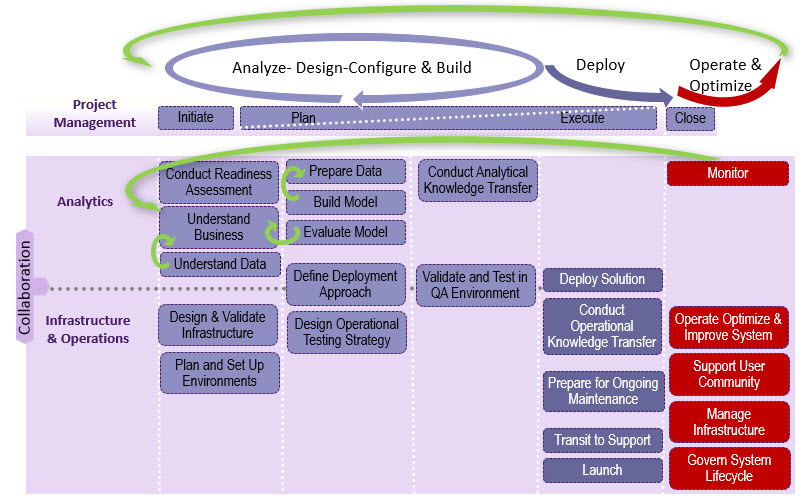 Analyze- Design-Configure & Build
Deploy
Operate &
Optimize
Project
Management
Initiate
Plan
Execute
Close
Collaboration
Analytics
Conduct Readiness
Assessment
Understand
Business
Understand Data
Prepare Data
Build Model
Evaluate Model
Conduct Analytical
Knowledge Transfer
Monitor
Infrastructure
& Operations
Design & Validate
Infrastructure
Plan and Set Up
Environments
Define Deployment
Approach
Design Operational
Testing Strategy
Validate and Test in
QA Environment
Deploy Solution
Conduct
Operational
Knowledge Transfer
Prepare for Ongoing
Maintenance
Transit to Support
Launch
Operate Optimize &
Improve System
Support User
Community
Manage
Infrastructure
Govern System
Lifecycle